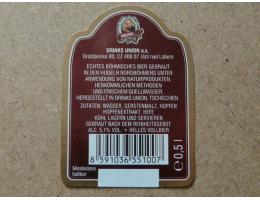 DRINKS UNION a.s.
Drážďanská 80, CZ 400 07 Ústí nad Labem
ECHTES BÖHMISCHES BIER GEBRAUT
IN DEN HÜGELN NORDBÖHMENS UNTER
ANWENDUNG VON NATURPRODUKTEN,
HERKÖMMLICHEN METHODEN
UND FRISCHEM QUELLWASSER.
HERGESTELLT IN DRINKS UNION, TSCHECHIEN
ZUTATEN: WASSER, GERSTENMALZ, HOPFEN
HOPFENEXTRAKT, HEFE
KÜHL LAGERN UND SERVIEREN
GEBRAUT NACH DEM REINHEITSGEBOT
ALC. 5,1% VOL. • HELLES VOLLBIER
8 591036 551007
℮ 0,5 l
Mindestens
haltbar